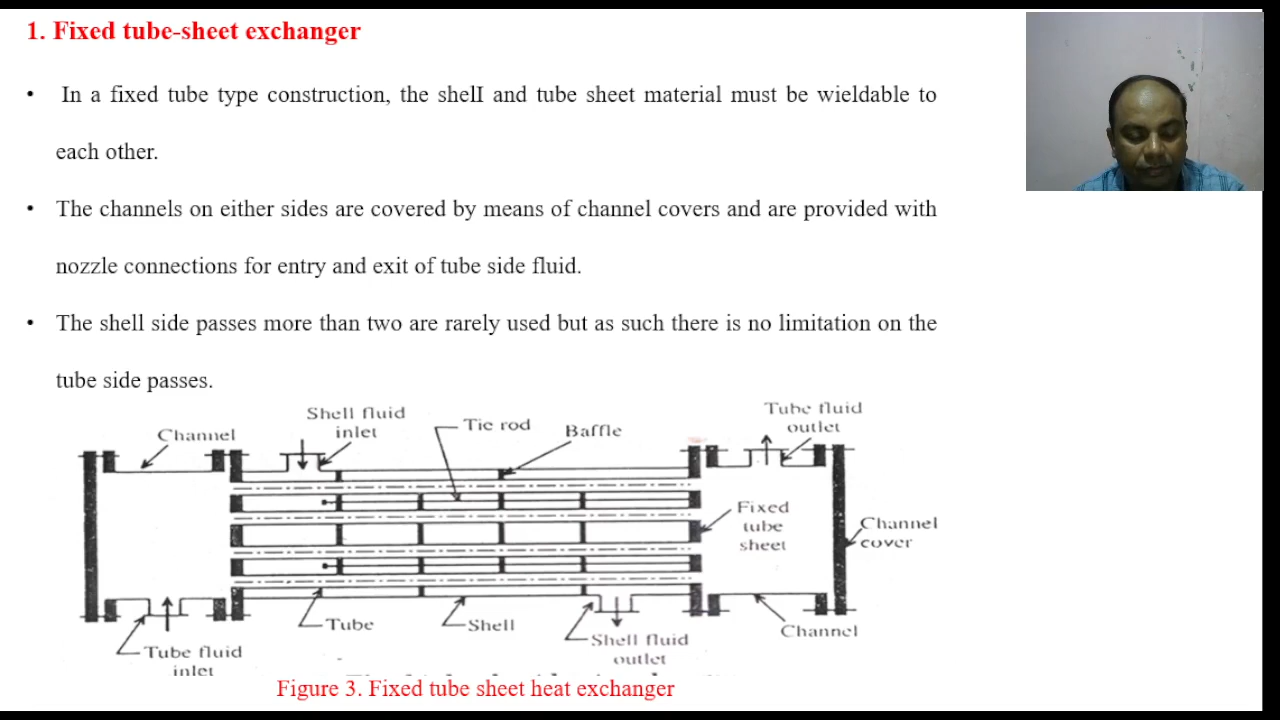 1. Fixed tube-sheet exchanger
• In a fixed tube type construction, the shelI and tube sheet material must be wieldable to
each other.
• The channels on either sides are covered by means of channel covers and are provided with
nozzle connections for entry and exit of tube side fluid.
• The shell side passes more than two are rarely used but as such there is no limitation on the
tube side passes.
Channel
Shell fluid
inlet
Tie rod
Baffle
Tube fluid
outlet
Fixed
tube
sheet
Channel
cover
Tube fluid
inlet
Tube
Shell
Shell fluid
outlet
Channel
Figure 3. Fixed tube sheet heat exchanger